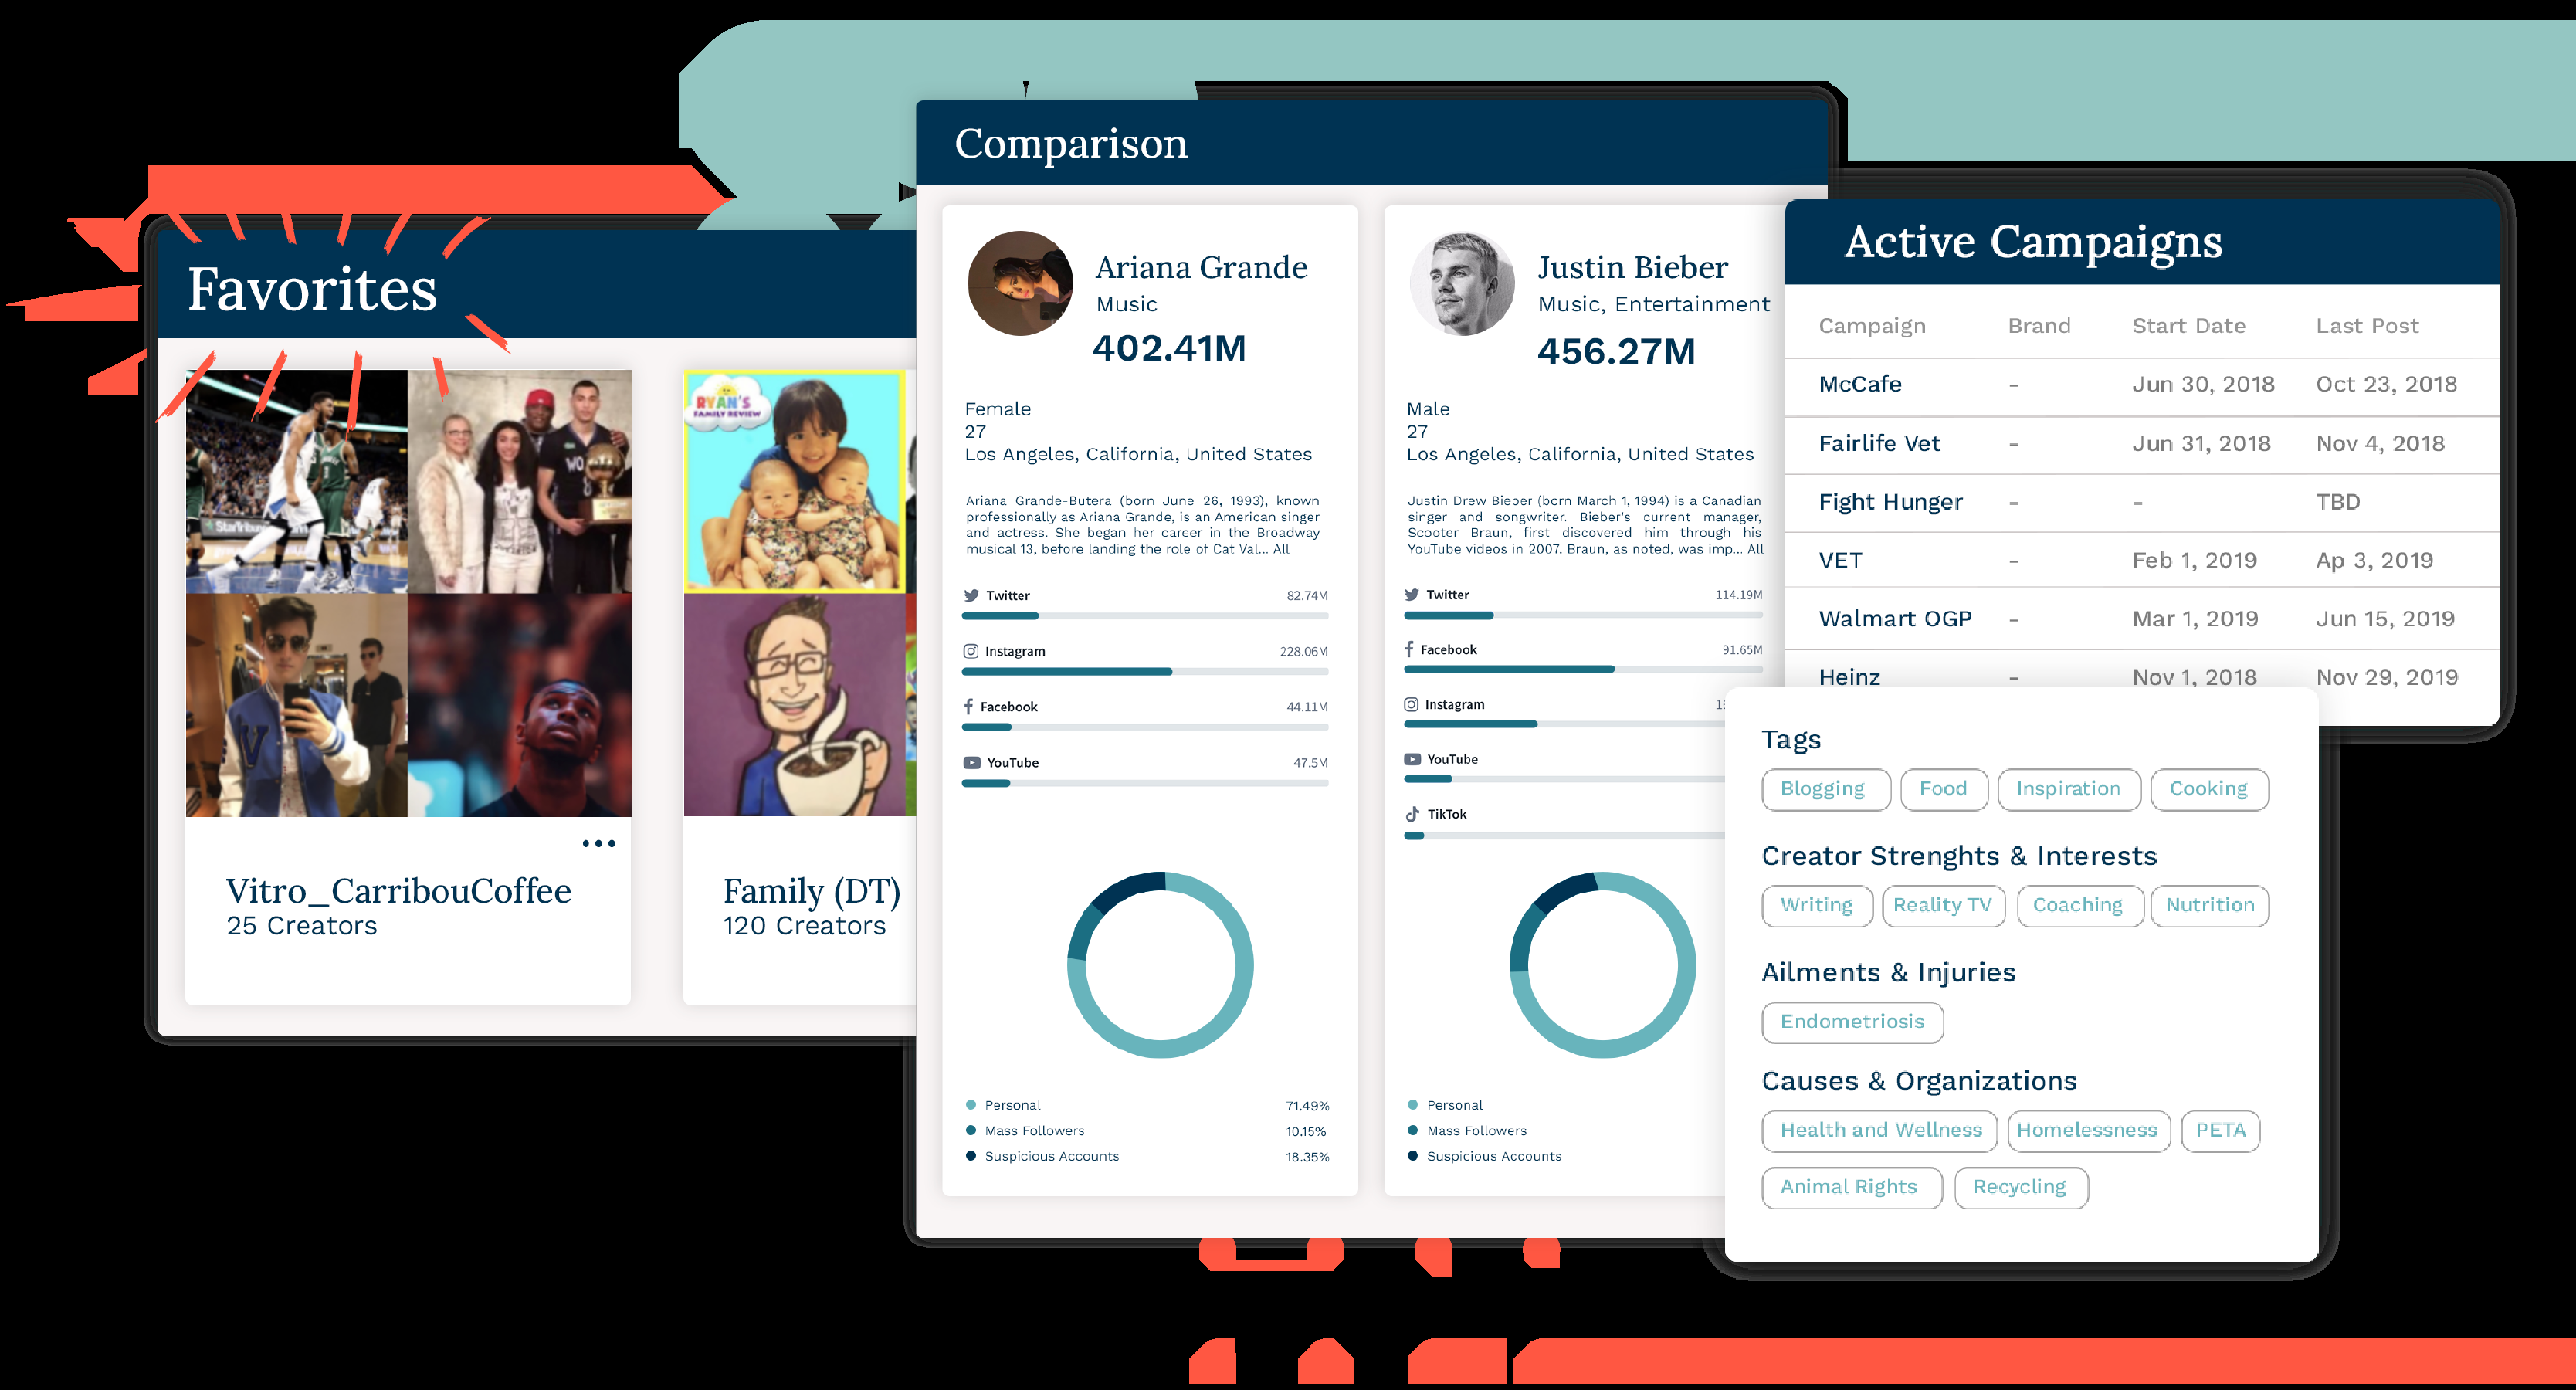 Favorites
RYAN'S
FAMILY REVIEW
Vitro_CarribouCoffee
25 Creators
Family (DT)
120 Creators
Comparison
Ariana Grande
Music
402.41M
Female
27
Los Angeles, California, United States
Ariana Grande-Butera (born June 26, 1993), known
professionally as Ariana Grande, is an American singer
and actress. She began her career in the Broadway
musical 13, before landing the role of Cat Val... All
Twitter 82.74M
Instagram 228.06M
Facebook 44.11M
YouTube 47.5M
Personal 71.49%
Mass Followers 10.15%
Suspicious Accounts 18.35%
Justin Bieber
Music, Entertainment
456.27M
Male
27
Los Angeles, California, United States
Justin Drew Bieber (born March 1, 1994) is a Canadian
singer and songwriter. Bieber's current manager,
Scooter Braun, first discovered him through his
YouTube videos in 2007. Braun, as noted, was imp... All
Twitter 114.19M
Facebook 91.65M
Instagram
YouTube
TikTok
Personal
Mass Followers
Suspicious Accounts
Active Campaigns
Campaign Brand Start Date Last Post
McCafe - Jun 30, 2018 Oct 23, 2018
Fairlife Vet - Jun 31, 2018 Nov 4, 2018
Fight Hunger - - TBD
VET - Feb 1, 2019 Ap 3, 2019
Walmart OGP - Mar 1, 2019 Jun 15, 2019
Heinz - Nov 1, 2018 Nov 29, 2019
Tags
Blogging Food Inspiration Cooking
Creator Strenghts & Interests
Writing Reality TV Coaching Nutrition
Ailments & Injuries
Endometriosis
Causes & Organizations
Health and Wellness Homelessness PETA
Animal Rights Recycling